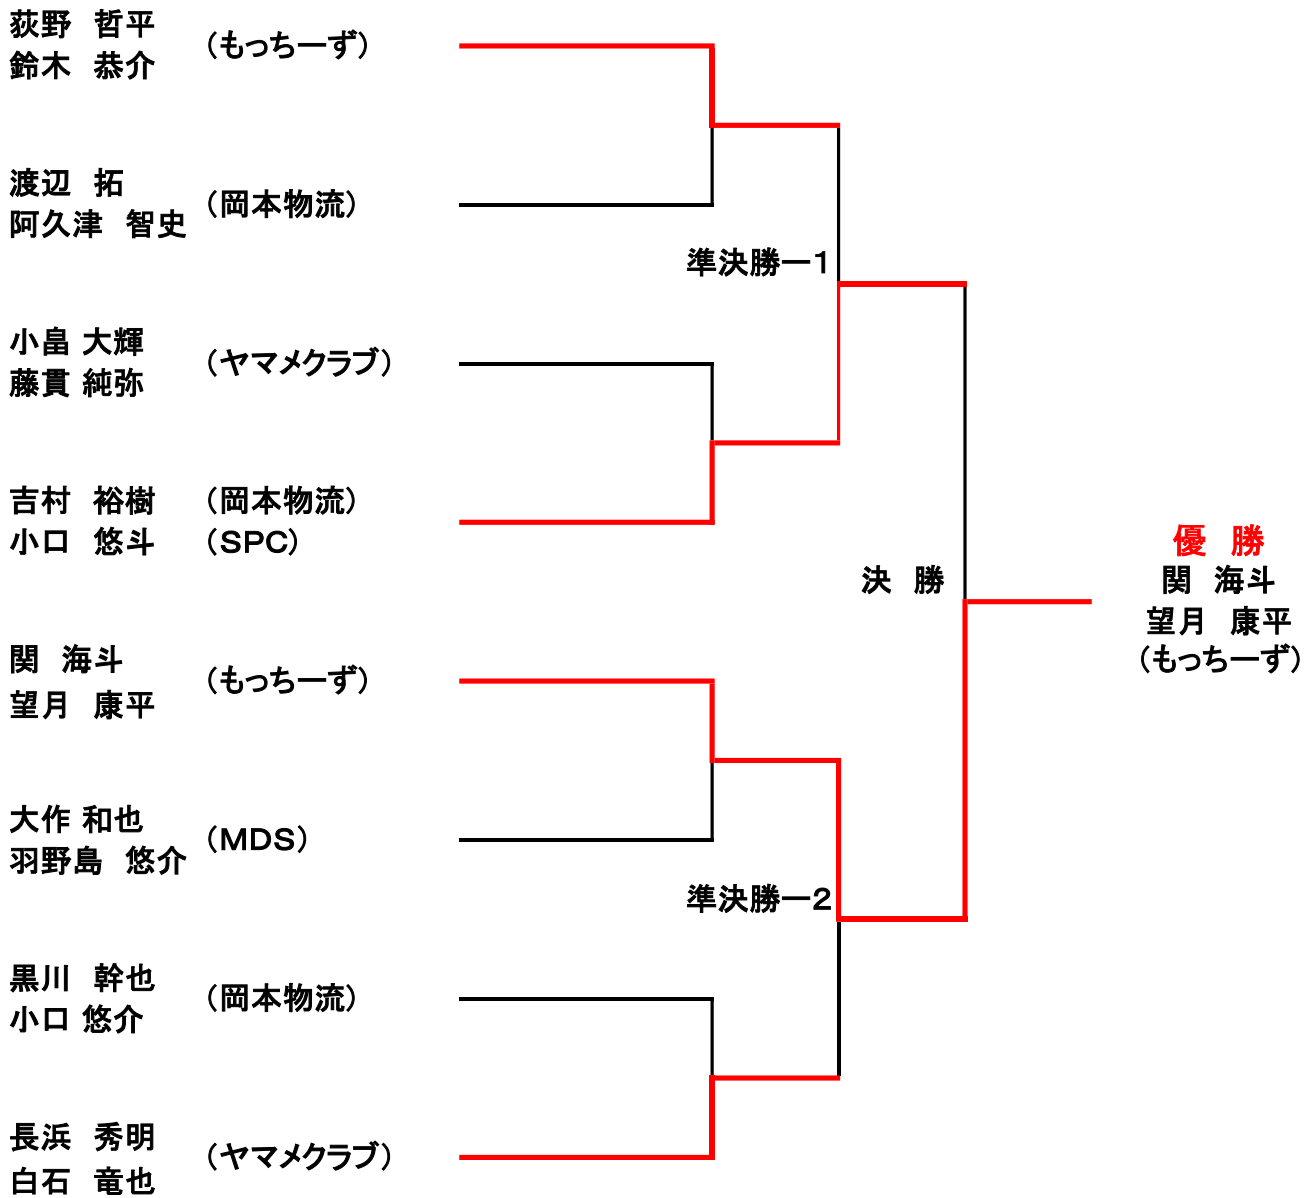 荻野　哲平
鈴木　恭介
（もっちーず）
渡辺　拓
阿久津　智史
（岡本物流）
準決勝ー１
小畠 大輝
藤貫 純弥
（ヤマメクラブ）
吉村　裕樹
小口　悠斗
（岡本物流）
（SPC）
決　勝
優　勝
関　海斗
望月　康平
（もっちーず）
関　海斗
望月　康平
（もっちーず）
大作 和也
羽野島　悠介
（MDS）
準決勝ー２
黒川　幹也
小口 悠介
（岡本物流）
長浜　秀明
白石　竜也
（ヤマメクラブ）